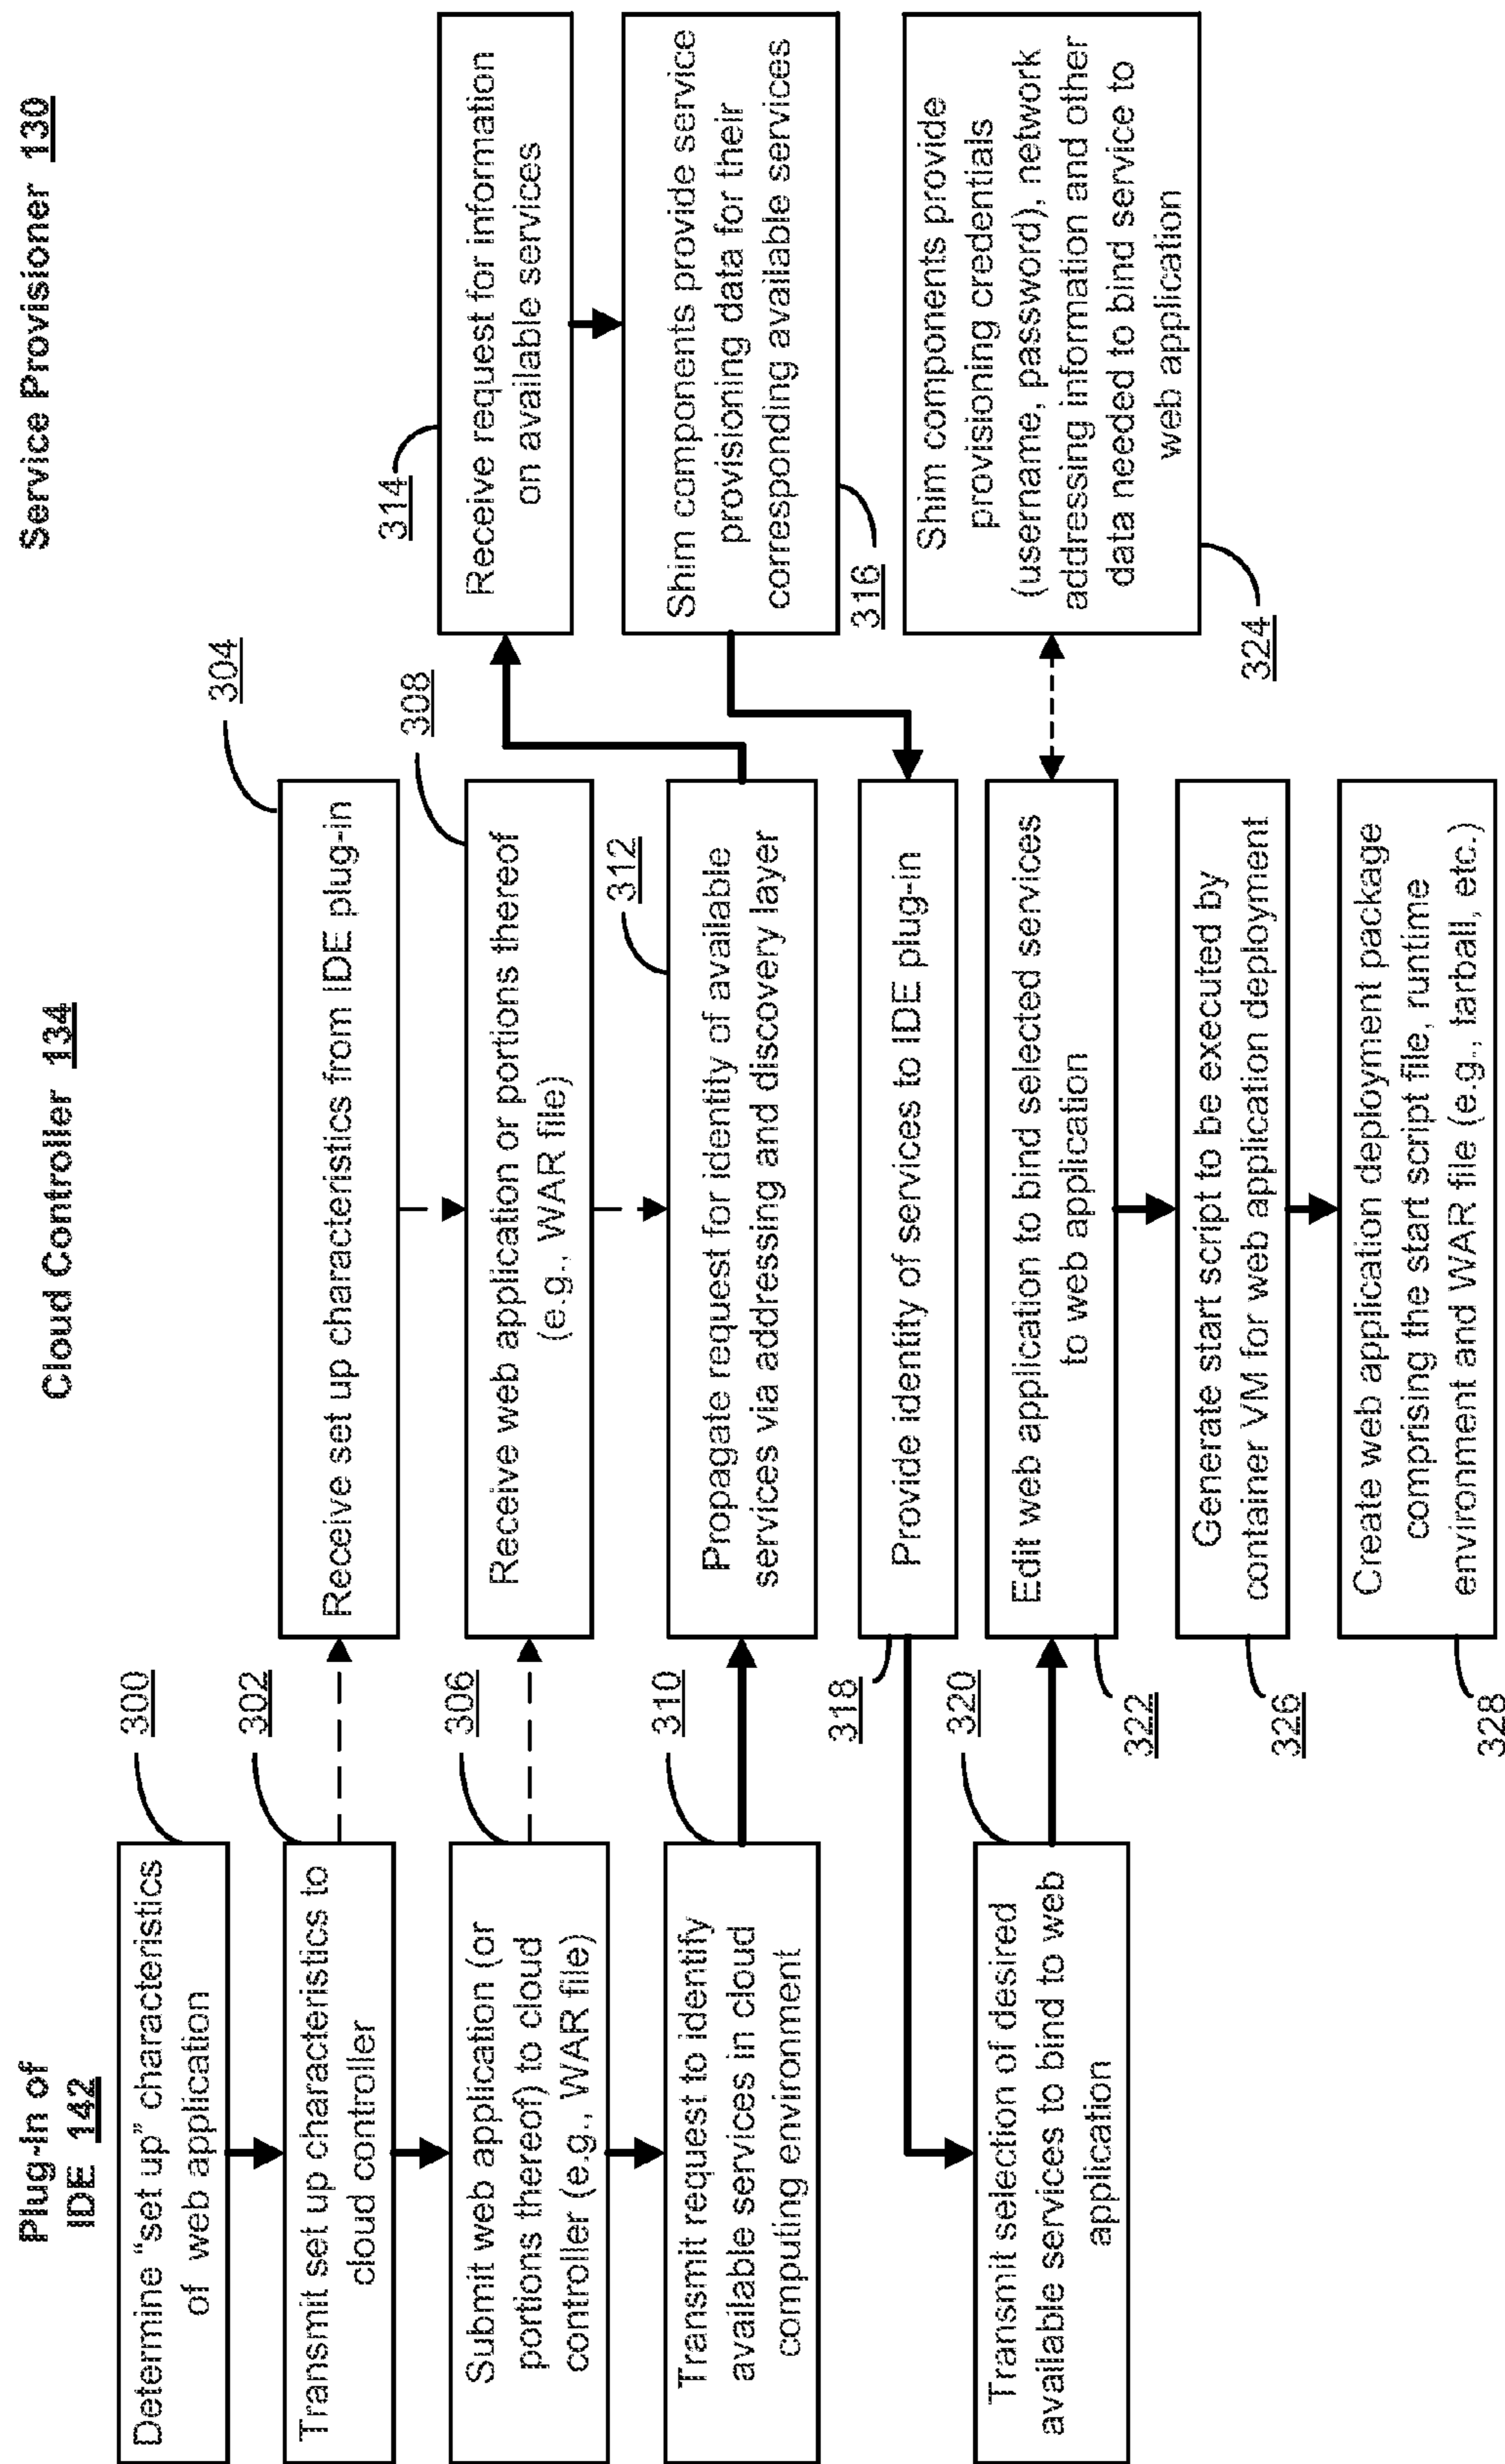 Plug-in of
IDE 142
Cloud Controller 134
Service Provisioner 130
300
Determine “set up” characteristics
of web application
302
Transmit set up characteristics to
cloud controller
304
Receive set up characteristics from IDE plug-in
306
Submit web application (or
portions thereof) to cloud
controller (e.g., WAR file)
308
Receive web application or portions thereof
(e.g., WAR file)
310
Transmit request to identify
available services in cloud
computing environment
312
Propagate request for identity of available
services via addressing and discovery layer
314
Receive request for information
on available services
Shim components provide service
provisioning data for their
corresponding available services
316
318
Provide identity of services to IDE plug-in
320
Transmit selection of desired
available services to bind to web
application
Edit web application to bind selected services
to web application
322
Shim components provide
provisioning credentials
(username, password), network
addressing information and other
data needed to bind service to
web application
324
Generate start script to be executed by
container VM for web application deployment
326
Create web application deployment package
comprising the start script file, runtime
environment and WAR file (e.g., tarball, etc.)
328